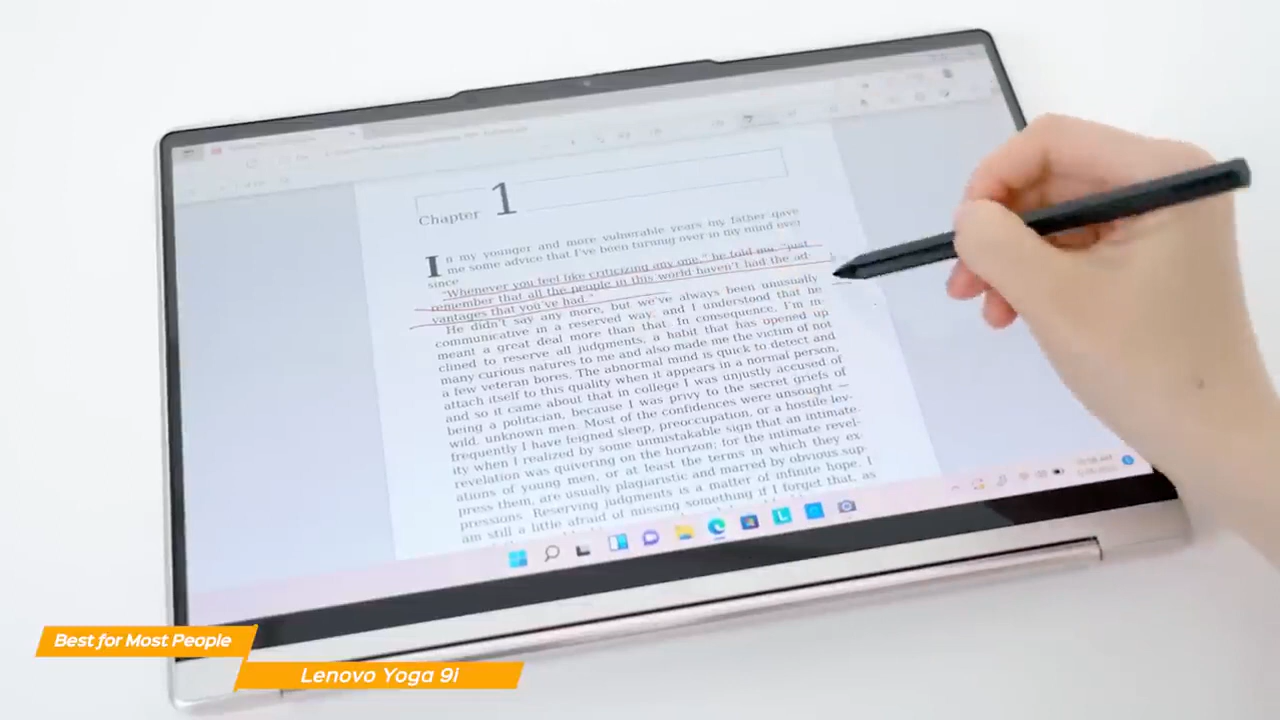 Chapter 1
In my younger and more vulnerable years my father gave
me some advice that I've been turning over in my mind ever
since
"Whenever you feel like criticizing any one," he told me, "just
remember that all the people in this world haven't had the ad-
vantages that you've had."
He didn't say any more, but we've always been unusually
communicative in a reserved way, and I understood that he
meant a great deal more than that. In consequence, I'm in-
clined to reserve all judgments, a habit that has opened up
many curious natures to me and also made me the victim of not
a few veteran bores. The abnormal mind is quick to detect and
attach itself to this quality when it appears in a normal person,
and so it came about that in college I was unjustly accused of
being a politician, because I was privy to the secret griefs of
wild, unknown men. Most of the confidences were unsought —
frequently I have feigned sleep, preoccupation, or a hostile lev-
ity when I realized by some unmistakable sign that an intimate
revelation was quivering on the horizon; for the intimate revel-
ations of young men, or at least the terms in which they ex-
press them, are usually plagiaristic and marred by obvious sup-
pressions. Reserving judgments is a matter of infinite hope. I
am still a little afraid of missing something if I forget that, as
Best for Most People
Lenovo Yoga 9i